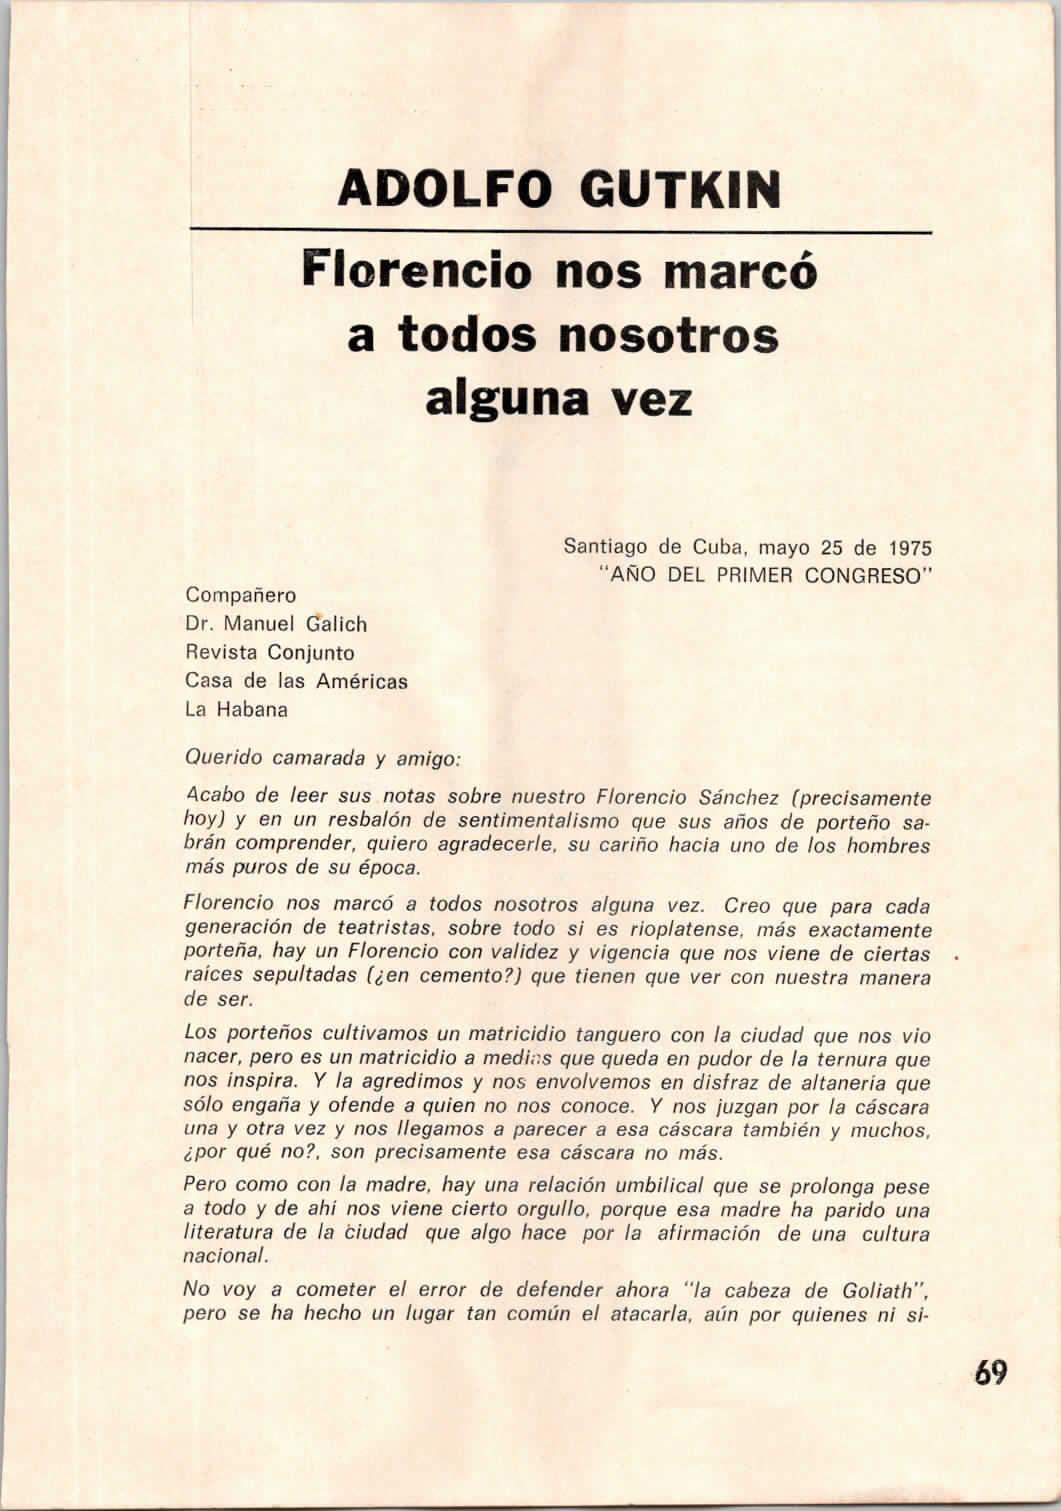 ADOLFO GUTKIN
Florencio nos marcó
a todos nosotros
alguna vez
Santiago de Cuba, mayo 25 de 1975
"AÑO DEL PRIMER CONGRESO"
Compañero
Dr. Manuel Galich
Revista Conjunto
Casa de las Américas
La Habana
Querido camarada y amigo:
Acabo de leer sus notas sobre nuestro Florencio Sánchez (precisamente
hoy) y en un resbalón de sentimentalismo que sus años de porteño sa-
brán comprender, quiero agradecerle, su cariño hacia uno de los hombres
más puros de su época.
Florencio nos marcó a todos nosotros alguna vez. Creo que para cada
generación de teatristas, sobre todo si es rioplatense, más exactamente
porteña, hay un Florencio con validez y vigencia que nos viene de ciertas
raíces sepultadas (¿en cemento?) que tienen que ver con nuestra manera
de ser.
Los porteños cultivamos un matricidio tanguero con la ciudad que nos vio
nacer, pero es un matricidio a medias que queda en pudor de la ternura que
nos inspira. Y la agredimos y nos envolvemos en disfraz de altanería que
sólo engaña y ofende a quien no nos conoce. Y nos juzgan por la cáscara
una y otra vez y nos llegamos a parecer a esa cáscara también y muchos,
¿por qué no?, son precisamente esa cáscara no más.
Pero como con la madre, hay una relación umbilical que se prolonga pese
a todo y de ahí nos viene cierto orgullo, porque esa madre ha parido una
literatura de la ciudad que algo hace por la afirmación de una cultura
nacional.
No voy a cometer el error de defender ahora "la cabeza de Goliath",
pero se ha hecho un lugar tan común el atacarla, aún por quienes ni si-
69